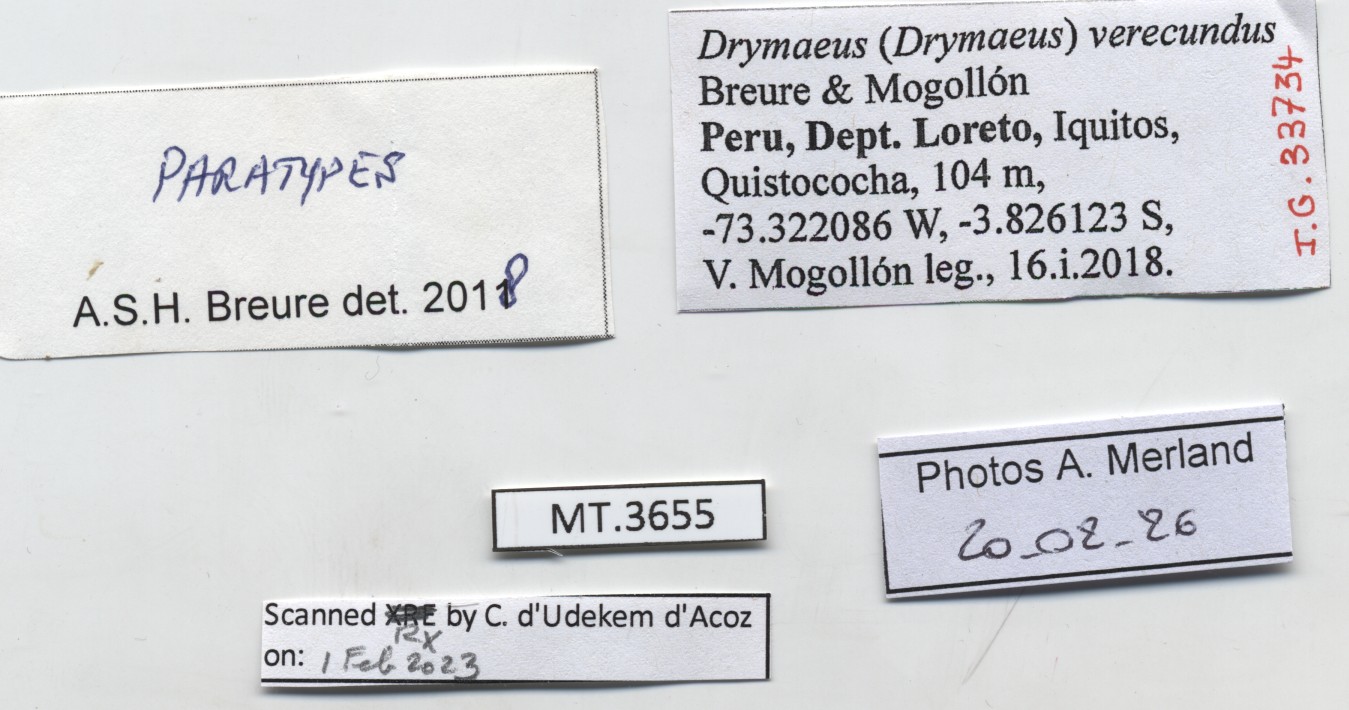 PARATYPES
A.S.H. Breure det. 2018
Drymaeus (Drymaeus) verecundus
Breure & Mogollón
Peru, Dept. Loreto, Iquitos,
Quistococha, 104 m,
-73.322086 W, -3.826123 S,
V. Mogollón leg., 16.i.2018.
I.G. 33734
MT.3655
Photos A. Merland
20_02_26
Scanned XRE by C. d'Udekem d'Acoz
RX
on: 1 Feb 2023